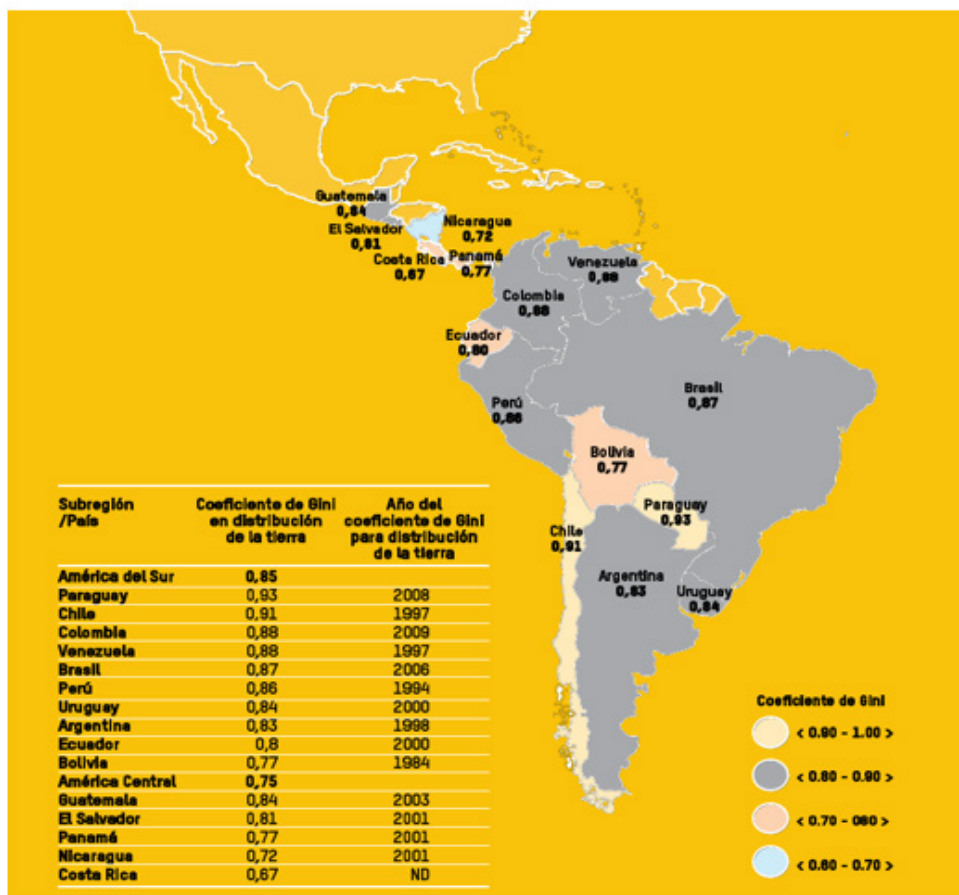 Guatemala
0,84
El Salvador
0,81
Nicaragua
0,72
Costa Rica
0,67
Panamá
0,77
Venezuela
0,88
Colombia
0,88
Ecuador
0,80
Perú
0,86
Brasil
0,87
Bolivia
0,77
Paraguay
0,93
Chile
0,91
Argentina
0,83
Uruguay
0,84
Subregión /País Coeficiente de Gini en distribución de la tierra Año del coeficiente de Gini para distribución de la tierra
América del Sur 0,85
Paraguay 0,93 2008
Chile 0,91 1997
Colombia 0,88 2009
Venezuela 0,88 1997
Brasil 0,87 2006
Perú 0,86 1994
Uruguay 0,84 2000
Argentina 0,83 1998
Ecuador 0,8 2000
Bolivia 0,77 1984
América Central 0,75
Guatemala 0,84 2003
El Salvador 0,81 2001
Panamá 0,77 2001
Nicaragua 0,72 2001
Costa Rica 0,67 ND
Coeficiente de Gini
< 0.90 - 1.00 >
< 0.80 - 0.90 >
< 0.70 - 080 >
< 0.60 - 0.70 >